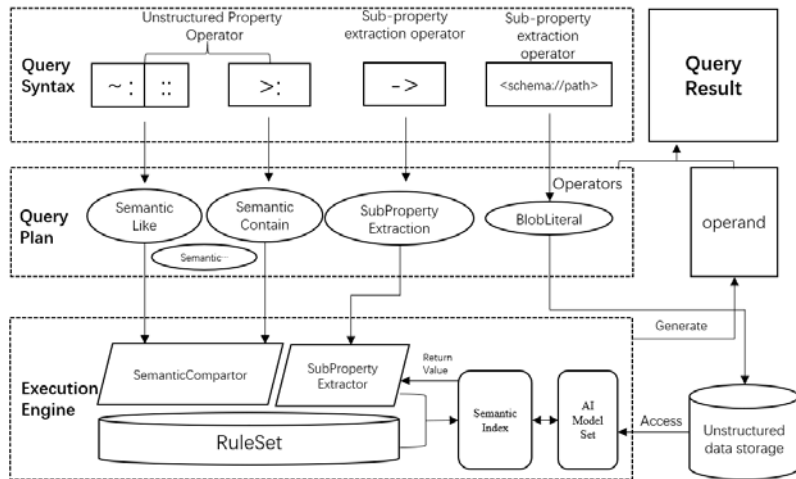 Unstructured Property
Operator
Sub-property
extraction operator
Sub-property
extraction
operator
Query
Syntax
~:
::
>:
->
<schema://path>
Query
Result
Query
Plan
Semantic
Like
Semantic
Contain
Semantic···
SubProperty
Extraction
Operators
BlobLiteral
operand
Execution
Engine
SemanticCompartor
SubProperty
Extractor
Return
Value
RuleSet
Semantic
Index
AI
Model
Set
Generate
Access
Unstructured
data storage